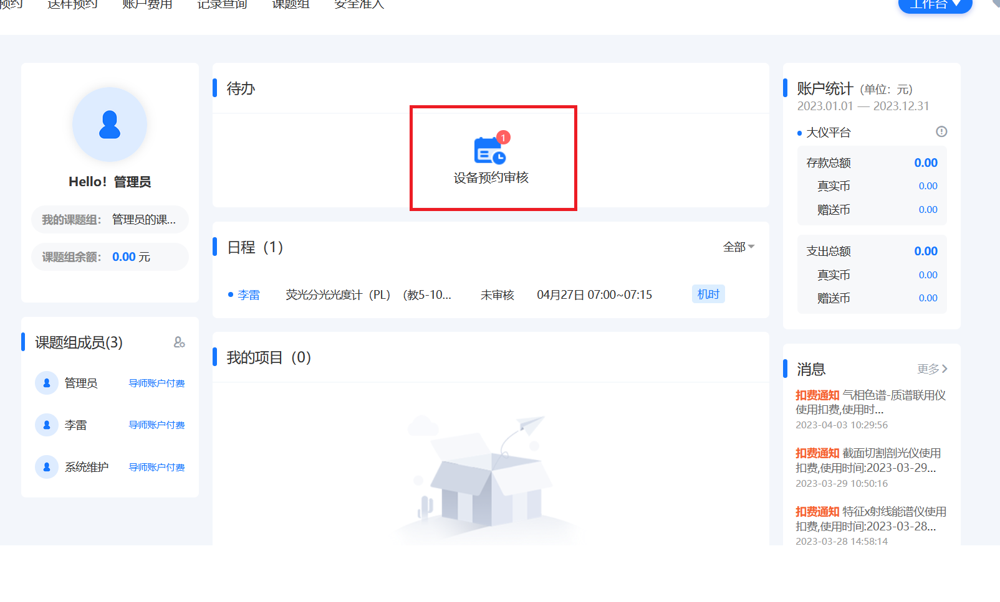 预约 送样预约 账户费用 记录查询 课题组 安全准入 工作台
Hello！管理员
我的课题组： 管理员的课...
课题组余额： 0.00 元
课题组成员(3)
管理员 导师账户付费
李雷 导师账户付费
系统维护 导师账户付费
待办
1
设备预约审核
日程（1） 全部
李雷 荧光分光光度计（PL）（教5-10... 未审核 04月27日 07:00~07:15 机时
我的项目（0）
账户统计（单位：元）
2023.01.01 — 2023.12.31
大仪平台
存款总额 0.00
真实币 0.00
赠送币 0.00
支出总额 0.00
真实币 0.00
赠送币 0.00
消息 更多
扣费通知 气相色谱-质谱联用仪
使用扣费,使用时...
2023-04-03 10:29:56
扣费通知 截面切割剖光仪使用
扣费,使用时间:2023-03-29...
2023-03-29 10:50:16
扣费通知 特征x射线能谱仪使用
扣费,使用时间:2023-03-28...
2023-03-28 14:58:14